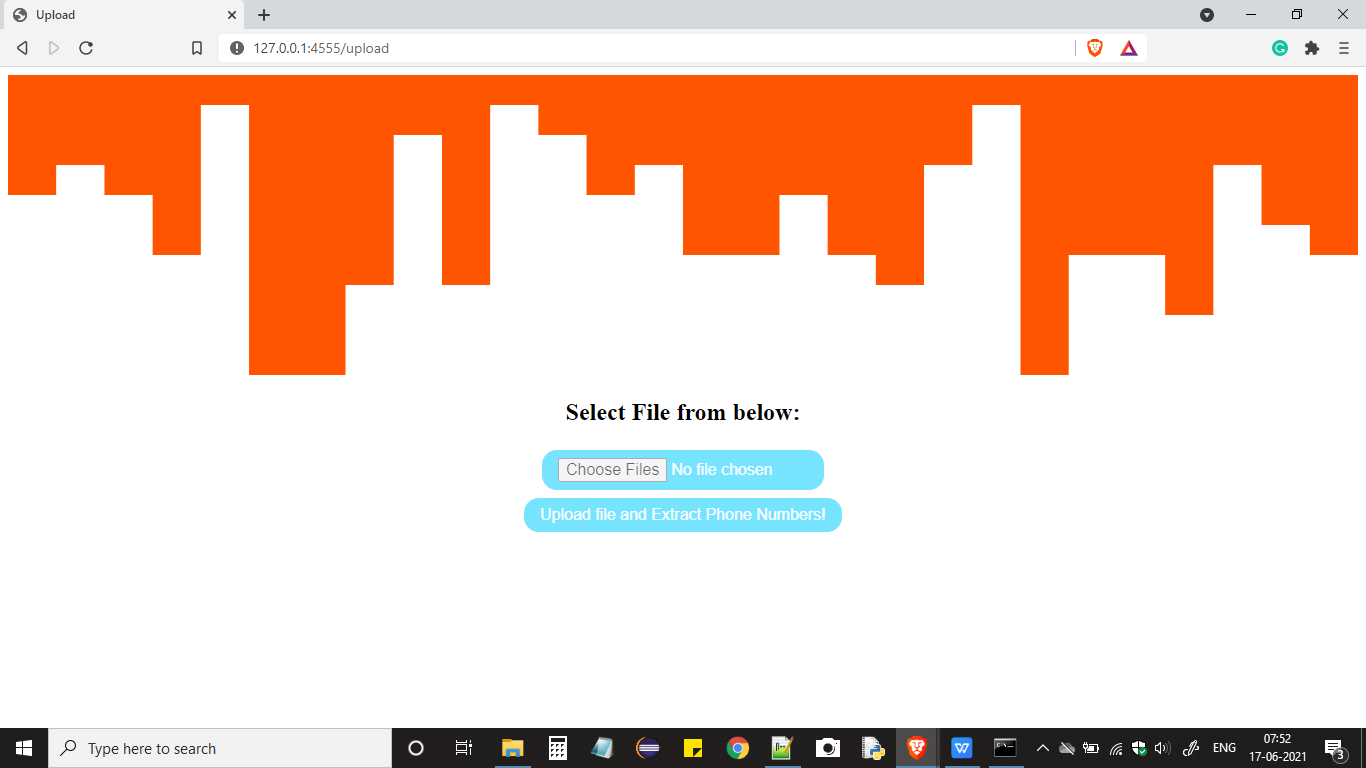 Upload
127.0.0.1:4555/upload
Select File from below:
Choose Files No file chosen
Upload file and Extract Phone Numbers!
Type here to search
ENG
07:52
17-06-2021
3